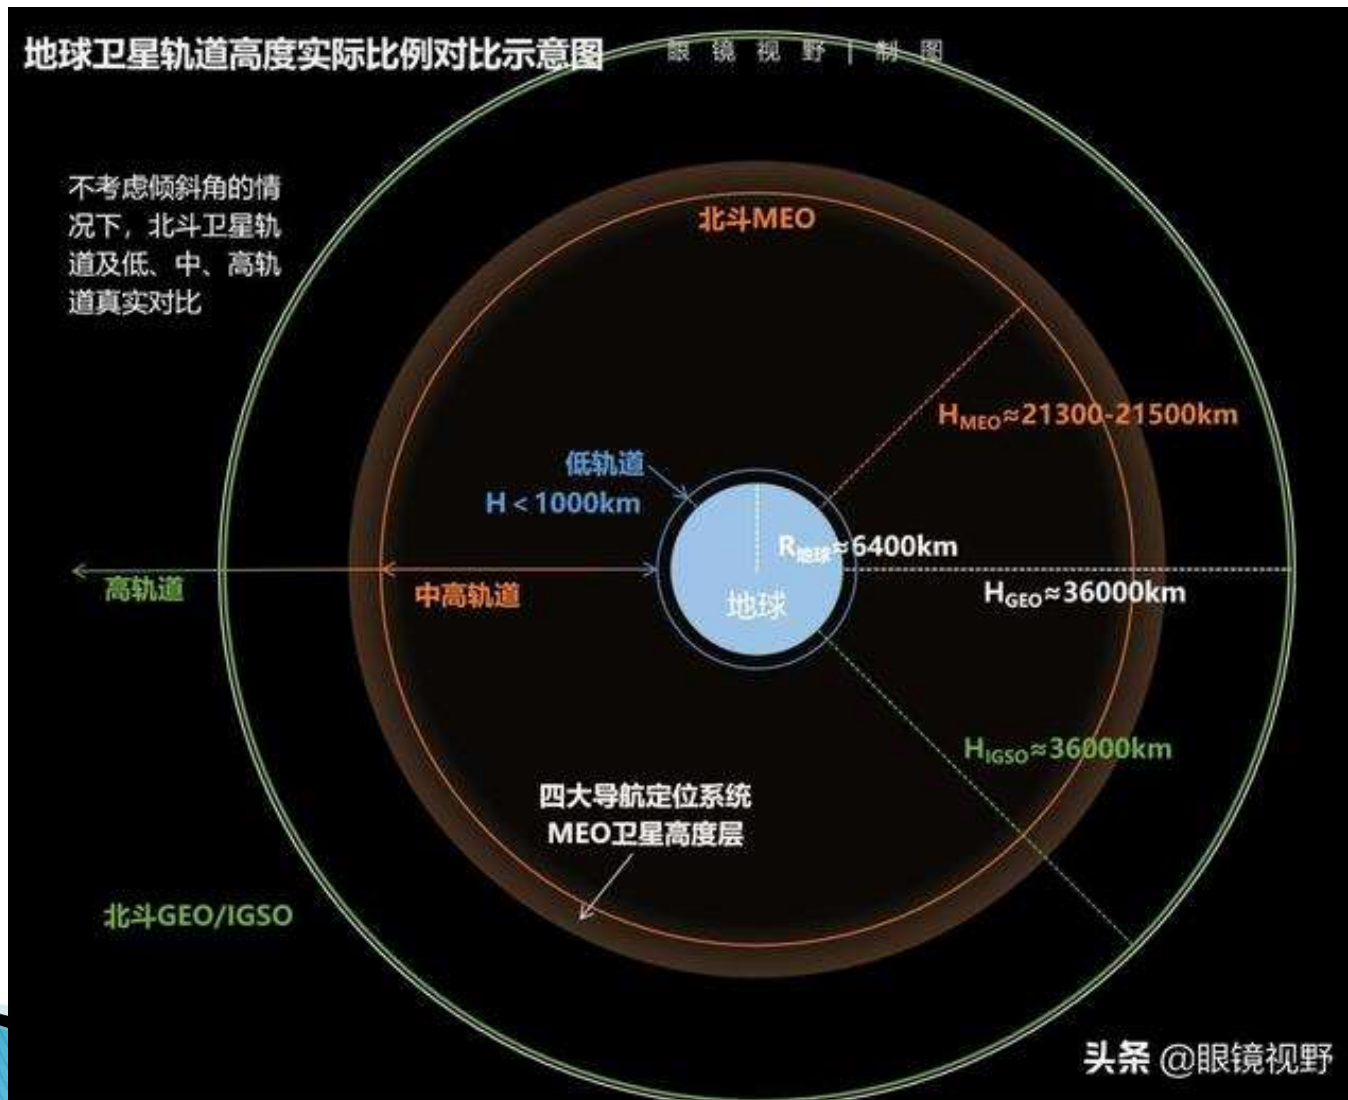 地球卫星轨道高度实际比例对比示意图
眼镜视野|制图
不考虑倾斜角的情
况下，北斗卫星轨
道及低、中、高轨
道真实对比
北斗MEO
HMEO≈21300-21500km
低轨道
H<1000km
R地球≈6400km
地球
HGEO≈36000km
高轨道
中高轨道
HIGSO≈36000km
四大导航定位系统
MEO卫星高度层
北斗GEO/IGSO
头条 @眼镜视野